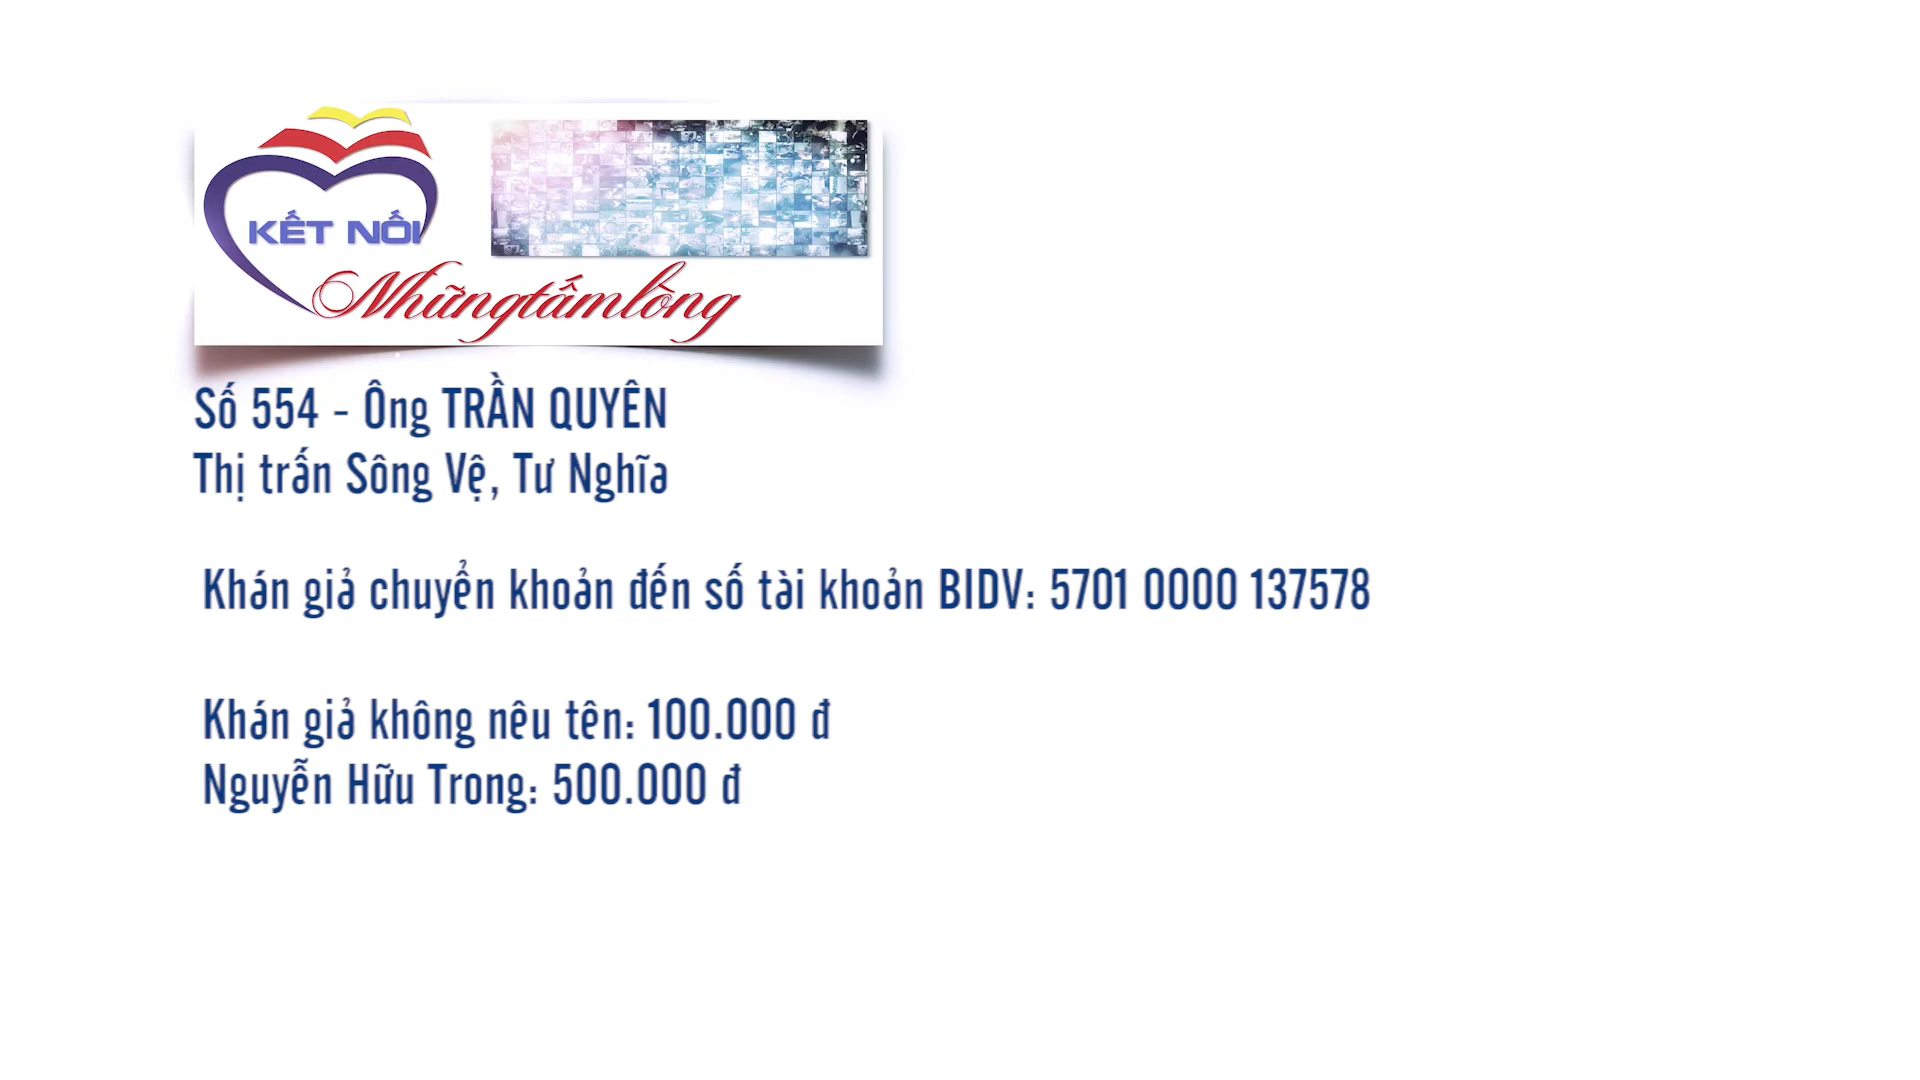 KẾT NỐI
Nhữngtấmlòng
Số 554 - Ông TRẦN QUYÊN
Thị trấn Sông Vệ, Tư Nghĩa
Khán giả chuyển khoản đến số tài khoản BIDV: 5701 0000 137578
Khán giả không nêu tên: 100.000 đ
Nguyễn Hữu Trong: 500.000 đ